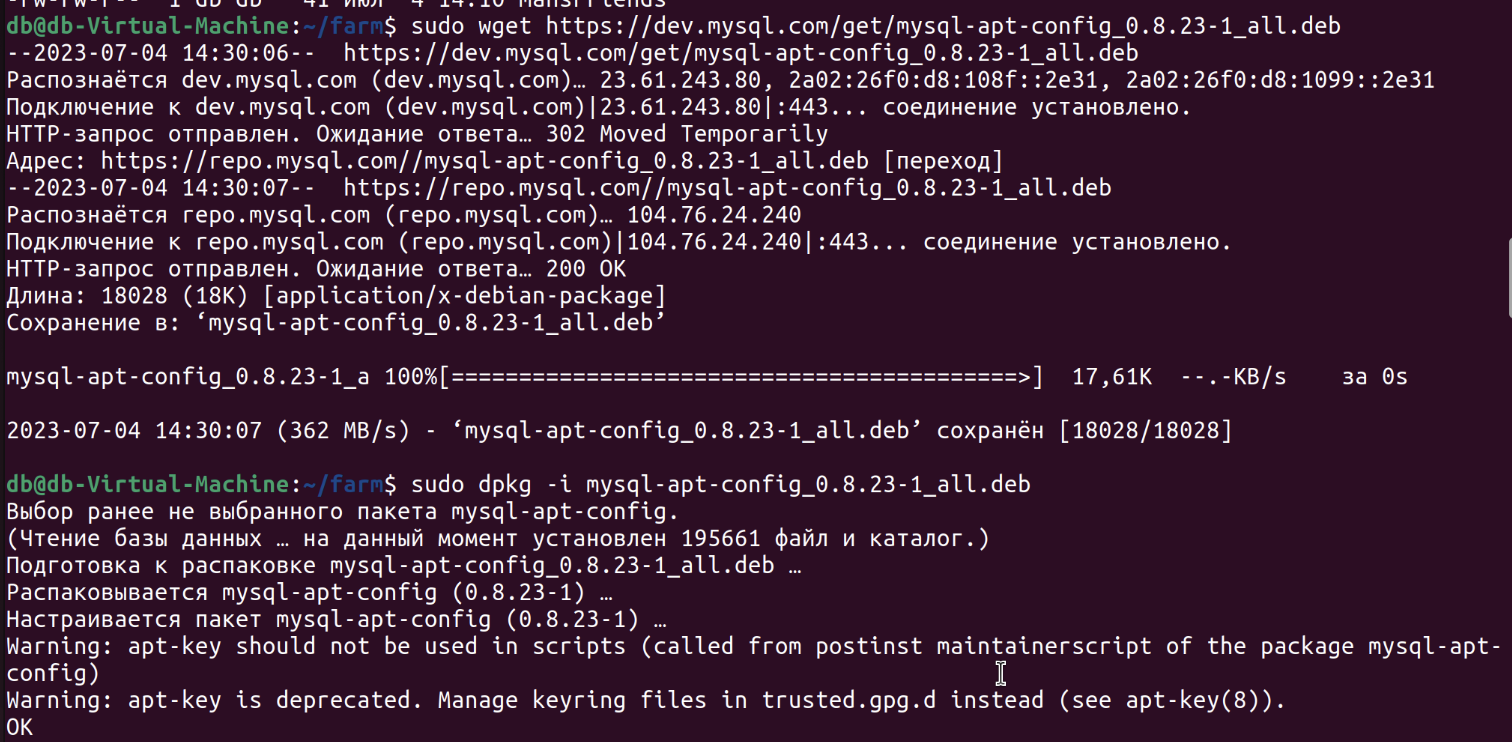 -rw-rw-r-- 1 db db 41 июл 4 14:10 MansFriends
db@db-Virtual-Machine:~/farm$ sudo wget https://dev.mysql.com/get/mysql-apt-config_0.8.23-1_all.deb
--2023-07-04 14:30:06--  https://dev.mysql.com/get/mysql-apt-config_0.8.23-1_all.deb
Распознаётся dev.mysql.com (dev.mysql.com)… 23.61.243.80, 2a02:26f0:d8:108f::2e31, 2a02:26f0:d8:1099::2e31
Подключение к dev.mysql.com (dev.mysql.com)|23.61.243.80|:443... соединение установлено.
HTTP-запрос отправлен. Ожидание ответа… 302 Moved Temporarily
Адрес: https://repo.mysql.com//mysql-apt-config_0.8.23-1_all.deb [переход]
--2023-07-04 14:30:07--  https://repo.mysql.com//mysql-apt-config_0.8.23-1_all.deb
Распознаётся repo.mysql.com (repo.mysql.com)… 104.76.24.240
Подключение к repo.mysql.com (repo.mysql.com)|104.76.24.240|:443... соединение установлено.
HTTP-запрос отправлен. Ожидание ответа… 200 OK
Длина: 18028 (18K) [application/x-debian-package]
Сохранение в: ‘mysql-apt-config_0.8.23-1_all.deb’
mysql-apt-config_0.8.23-1_a 100%[==========================================>]  17,61K  --.-KB/s    за 0s
2023-07-04 14:30:07 (362 MB/s) - ‘mysql-apt-config_0.8.23-1_all.deb’ сохранён [18028/18028]
db@db-Virtual-Machine:~/farm$ sudo dpkg -i mysql-apt-config_0.8.23-1_all.deb
Выбор ранее не выбранного пакета mysql-apt-config.
(Чтение базы данных … на данный момент установлен 195661 файл и каталог.)
Подготовка к распаковке mysql-apt-config_0.8.23-1_all.deb …
Распаковывается mysql-apt-config (0.8.23-1) …
Настраивается пакет mysql-apt-config (0.8.23-1) …
Warning: apt-key should not be used in scripts (called from postinst maintainerscript of the package mysql-apt-
config)
Warning: apt-key is deprecated. Manage keyring files in trusted.gpg.d instead (see apt-key(8)).
OK